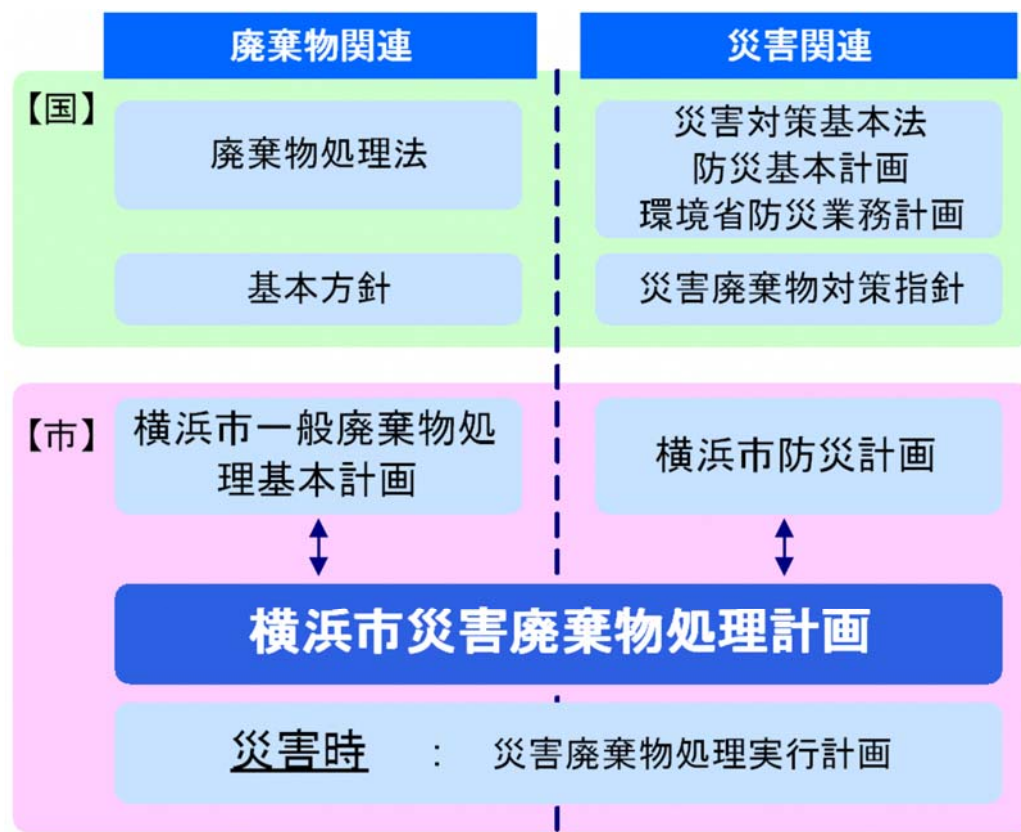 廃棄物関連
災害関連
【国】
廃棄物処理法
災害対策基本法
防災基本計画
環境省防災業務計画
基本方針
災害廃棄物対策指針
【市】
横浜市一般廃棄物処
理基本計画
横浜市防災計画
横浜市災害廃棄物処理計画
災害時 : 災害廃棄物処理実行計画